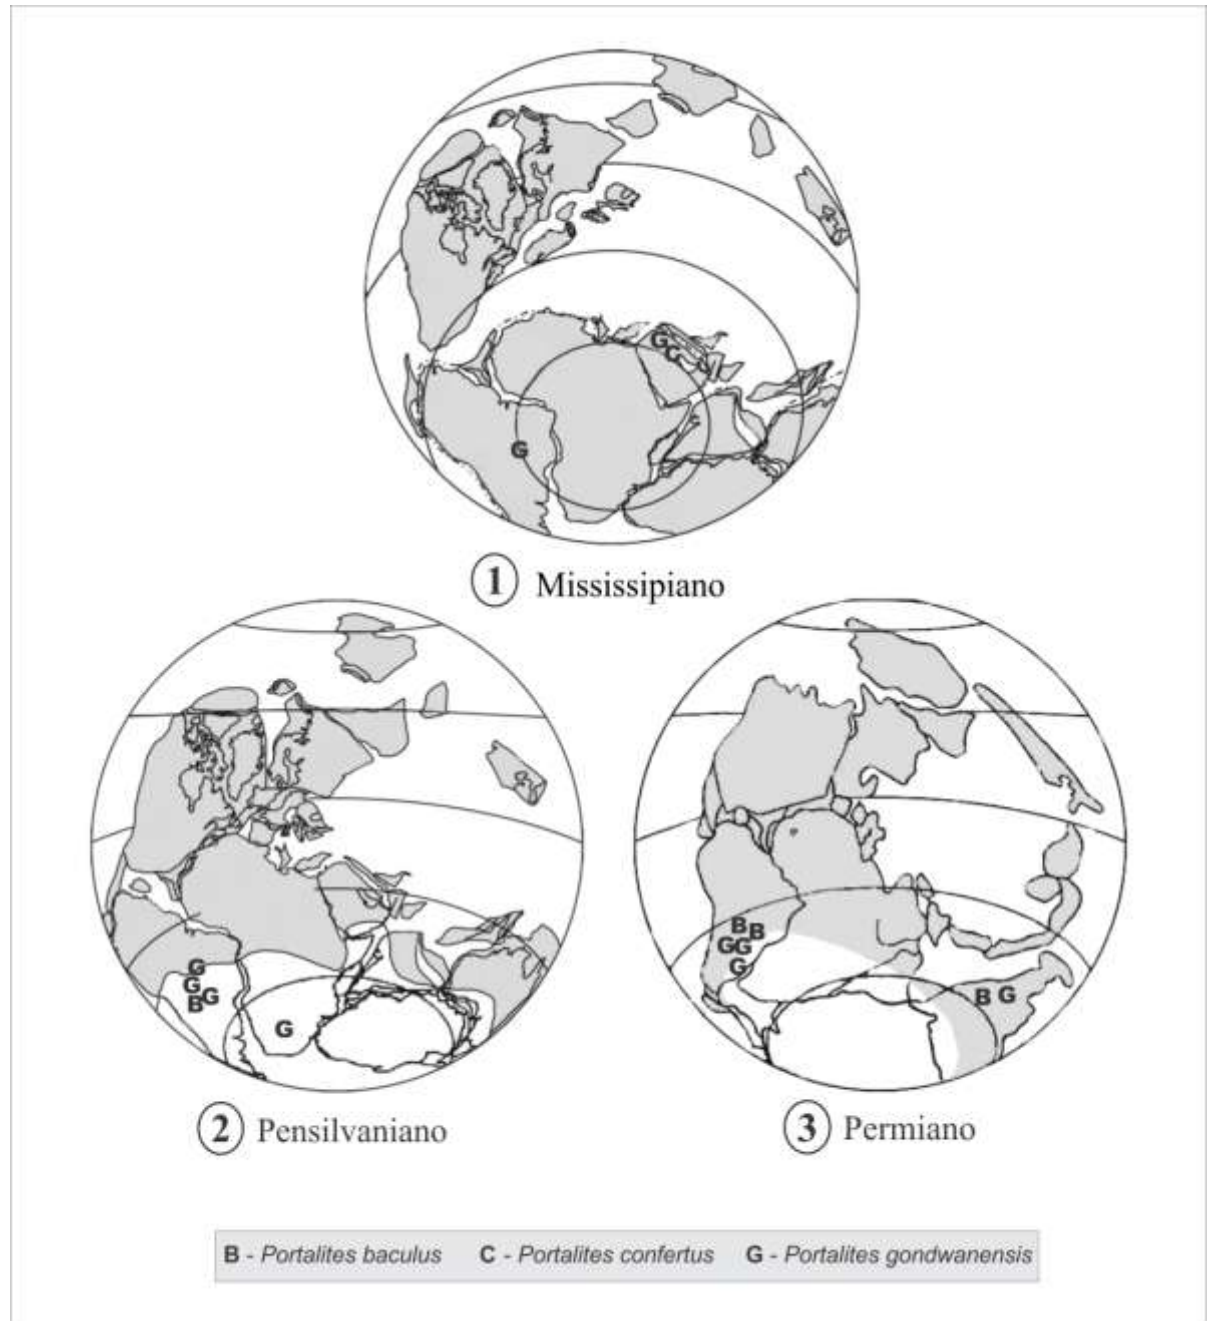 G
G
G
1 Mississipiano
G
G
B G
G
2 Pensilvaniano
B B
G G
G
B G
3 Permiano
B - Portalites baculus C - Portalites confertus G - Portalites gondwanensis